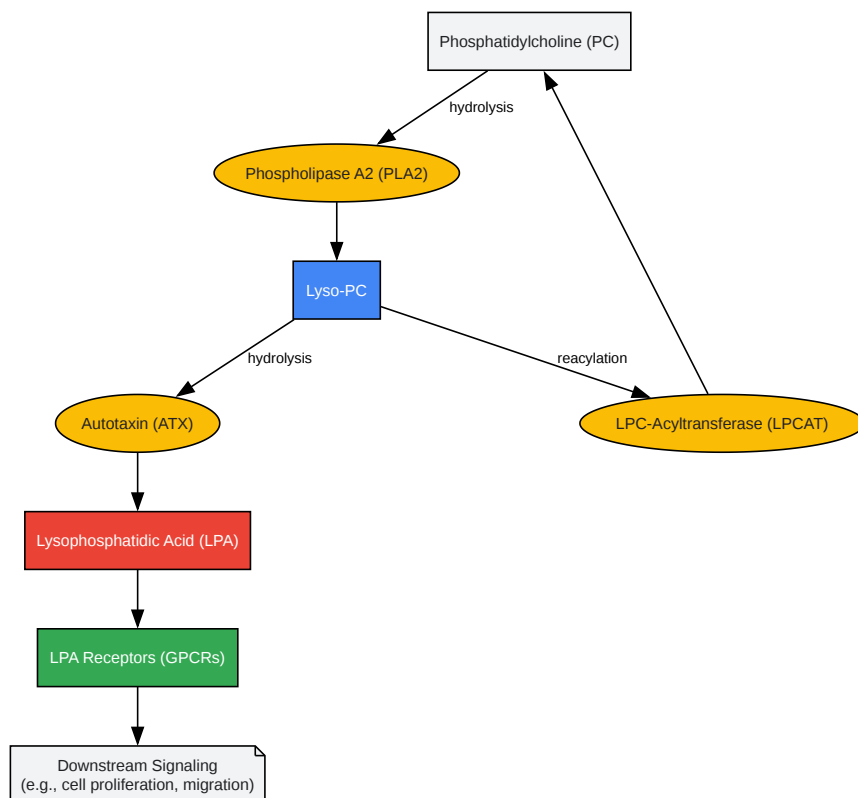 Phosphatidylcholine (PC)
hydrolysis
Phospholipase A2 (PLA2)
Lyso-PC
hydrolysis
reacylation
Autotaxin (ATX)
LPC-Acyltransferase (LPCAT)
Lysophosphatidic Acid (LPA)
LPA Receptors (GPCRs)
Downstream Signaling
(e.g., cell proliferation, migration)